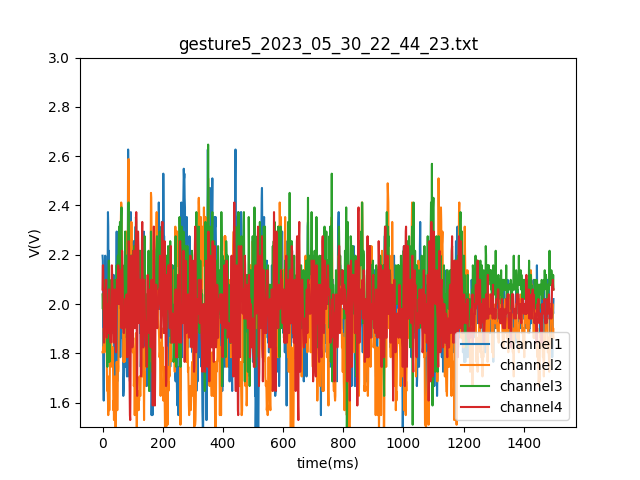 gesture5_2023_05_30_22_44_23.txt
3.0
2.8
2.6
2.4
2.2
2.0
1.8
1.6
V(V)
channel1
channel2
channel3
channel4
0 200 400 600 800 1000 1200 1400
time(ms)